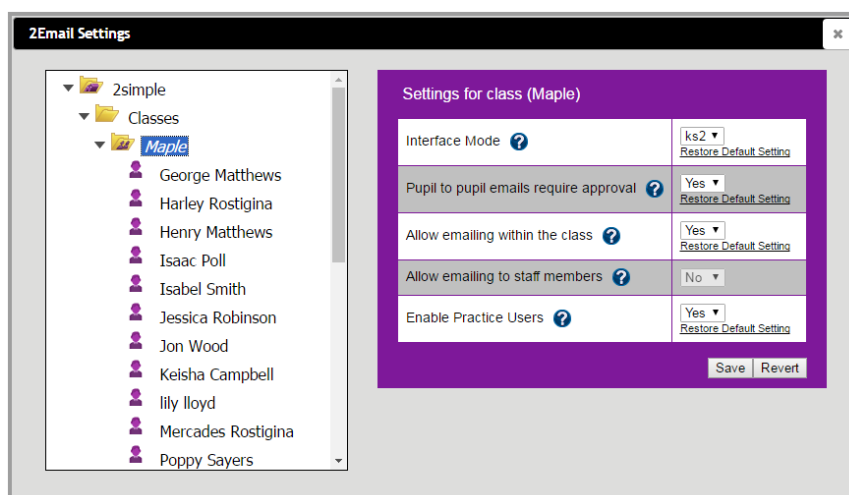 2Email Settings
2simple
Classes
Maple
George Matthews
Harley Rostigina
Henry Matthews
Isaac Poll
Isabel Smith
Jessica Robinson
Jon Wood
Keisha Campbell
lily lloyd
Mercades Rostigina
Poppy Sayers
Settings for class (Maple)
Interface Mode ? ks2
Restore Default Setting
Pupil to pupil emails require approval ? Yes
Restore Default Setting
Allow emailing within the class ? Yes
Restore Default Setting
Allow emailing to staff members ? No
Enable Practice Users ? Yes
Restore Default Setting
Save Revert